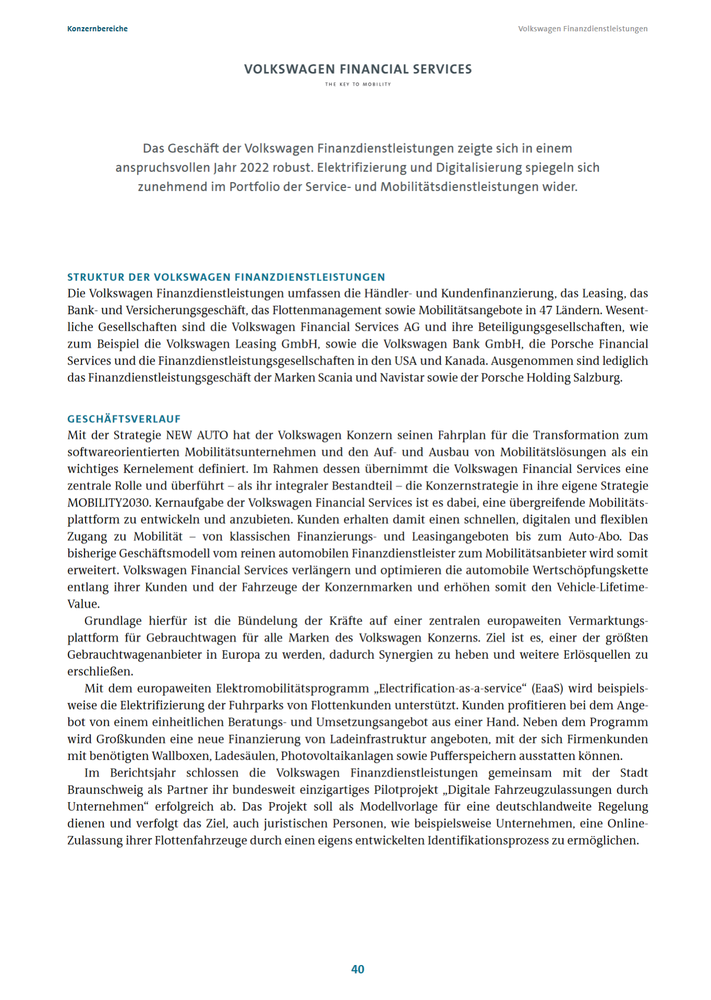 Konzernbereiche
Volkswagen Finanzdienstleistungen
VOLKSWAGEN FINANCIAL SERVICES
THE KEY TO MOBILITY
Das Geschäft der Volkswagen Finanzdienstleistungen zeigte sich in einem
anspruchsvollen Jahr 2022 robust. Elektrifizierung und Digitalisierung spiegeln sich
zunehmend im Portfolio der Service- und Mobilitätsdienstleistungen wider.
STRUKTUR DER VOLKSWAGEN FINANZDIENSTLEISTUNGEN
Die Volkswagen Finanzdienstleistungen umfassen die Händler- und Kundenfinanzierung, das Leasing, das
Bank- und Versicherungsgeschäft, das Flottenmanagement sowie Mobilitätsangebote in 47 Ländern. Wesent-
liche Gesellschaften sind die Volkswagen Financial Services AG und ihre Beteiligungsgesellschaften, wie
zum Beispiel die Volkswagen Leasing GmbH, sowie die Volkswagen Bank GmbH, die Porsche Financial
Services und die Finanzdienstleistungsgesellschaften in den USA und Kanada. Ausgenommen sind lediglich
das Finanzdienstleistungsgeschäft der Marken Scania und Navistar sowie der Porsche Holding Salzburg.
GESCHÄFTSVERLAUF
Mit der Strategie NEW AUTO hat der Volkswagen Konzern seinen Fahrplan für die Transformation zum
softwareorientierten Mobilitätsunternehmen und den Auf- und Ausbau von Mobilitätslösungen als ein
wichtiges Kernelement definiert. Im Rahmen dessen übernimmt die Volkswagen Financial Services eine
zentrale Rolle und überführt – als ihr integraler Bestandteil – die Konzernstrategie in ihre eigene Strategie
MOBILITY2030. Kernaufgabe der Volkswagen Financial Services ist es dabei, eine übergreifende Mobilitäts-
plattform zu entwickeln und anzubieten. Kunden erhalten damit einen schnellen, digitalen und flexiblen
Zugang zu Mobilität – von klassischen Finanzierungs- und Leasingangeboten bis zum Auto-Abo. Das
bisherige Geschäftsmodell vom reinen automobilen Finanzdienstleister zum Mobilitätsanbieter wird somit
erweitert. Volkswagen Financial Services verlängern und optimieren die automobile Wertschöpfungskette
entlang ihrer Kunden und der Fahrzeuge der Konzernmarken und erhöhen somit den Vehicle-Lifetime-
Value.
Grundlage hierfür ist die Bündelung der Kräfte auf einer zentralen europaweiten Vermarktungs-
plattform für Gebrauchtwagen für alle Marken des Volkswagen Konzerns. Ziel ist es, einer der größten
Gebrauchtwagenanbieter in Europa zu werden, dadurch Synergien zu heben und weitere Erlösquellen zu
erschließen.
Mit dem europaweiten Elektromobilitätsprogramm „Electrification-as-a-service“ (EaaS) wird beispiels-
weise die Elektrifizierung der Fuhrparks von Flottenkunden unterstützt. Kunden profitieren bei dem Ange-
bot von einem einheitlichen Beratungs- und Umsetzungsangebot aus einer Hand. Neben dem Programm
wird Großkunden eine neue Finanzierung von Ladeinfrastruktur angeboten, mit der sich Firmenkunden
mit benötigten Wallboxen, Ladesäulen, Photovoltaikanlagen sowie Pufferspeichern ausstatten können.
Im Berichtsjahr schlossen die Volkswagen Finanzdienstleistungen gemeinsam mit der Stadt
Braunschweig als Partner ihr bundesweit einzigartiges Pilotprojekt „Digitale Fahrzeugzulassungen durch
Unternehmen“ erfolgreich ab. Das Projekt soll als Modellvorlage für eine deutschlandweite Regelung
dienen und verfolgt das Ziel, auch juristischen Personen, wie beispielsweise Unternehmen, eine Online-
Zulassung ihrer Flottenfahrzeuge durch einen eigens entwickelten Identifikationsprozess zu ermöglichen.
40